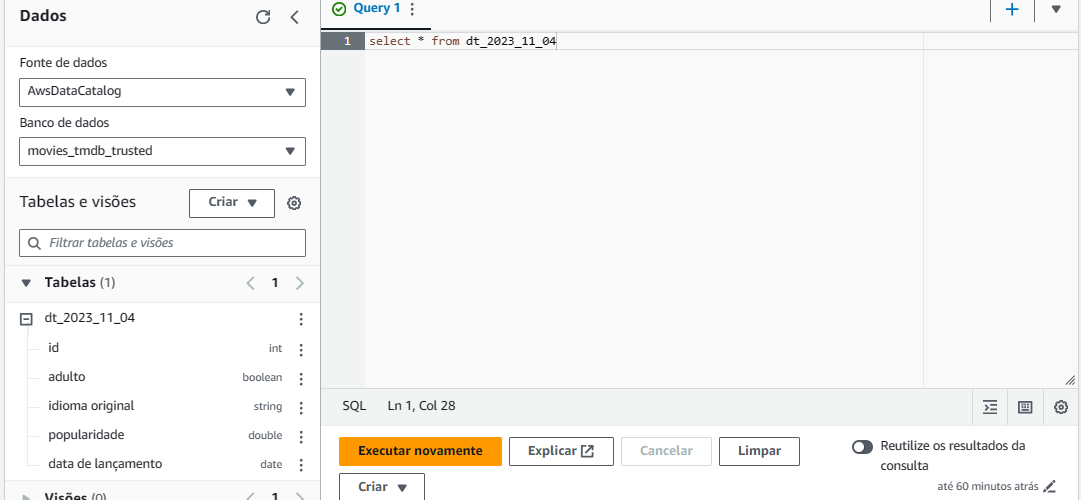 Dados
Fonte de dados
AwsDataCatalog
Banco de dados
movies_tmdb_trusted
Tabelas e visões
Criar
Filtrar tabelas e visões
Tabelas (1)
1
dt_2023_11_04
id int
adulto boolean
idioma original string
popularidade double
data de lançamento date
Visões (0)
1
Query 1
1 select * from dt_2023_11_04
SQL Ln 1, Col 28
Executar novamente
Explicar
Cancelar
Limpar
Criar
Reutilize os resultados da
consulta
até 60 minutos atrás